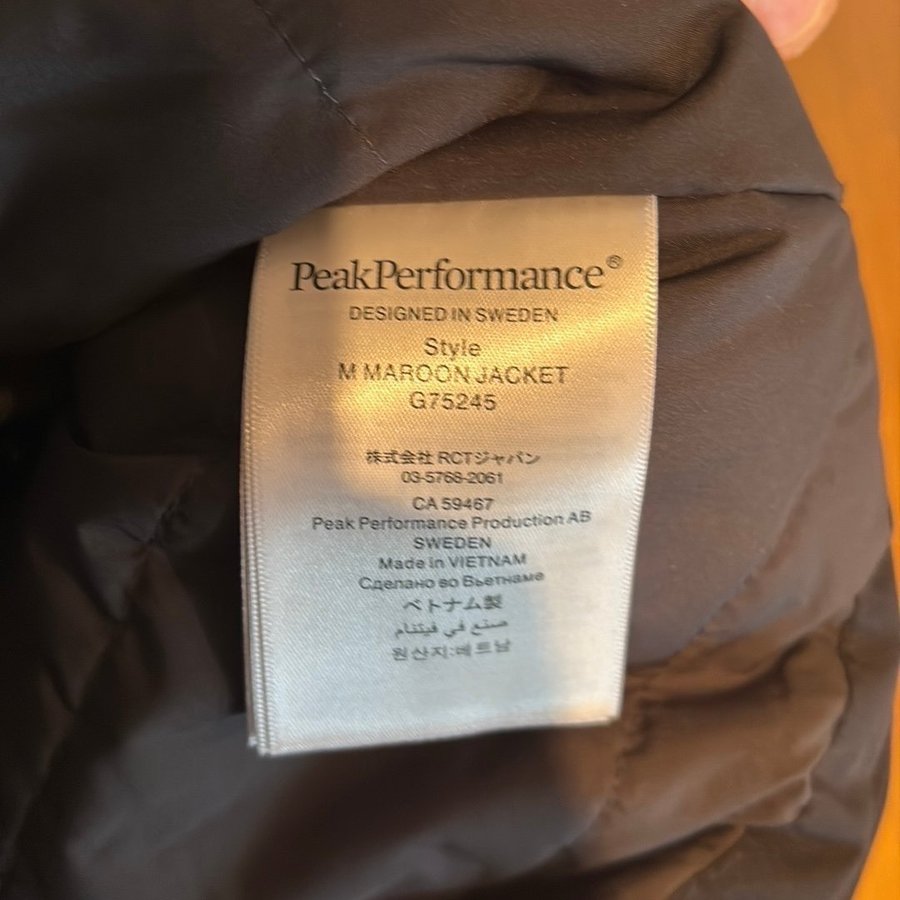 PeakPerformance®
DESIGNED IN SWEDEN
Style
M MAROON JACKET
G75245
株式会社 RCTジャパン
03-5768-2061
CA 59467
Peak Performance Production AB
SWEDEN
Made in VIETNAM
Сделано во Вьетнаме
ベトナム製
صنع في فيتنام
원산지:베트남